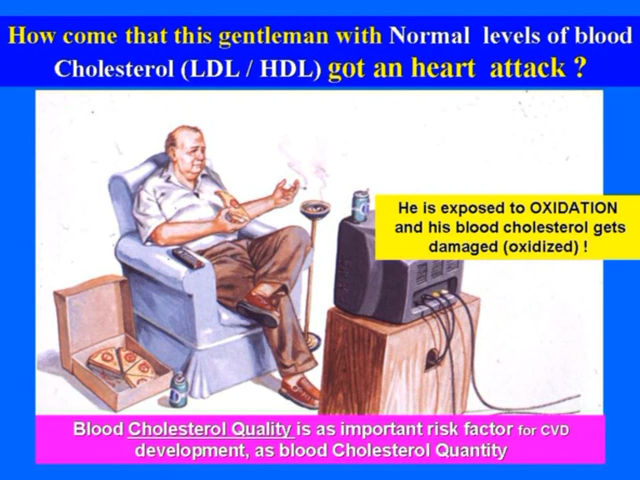 How come that this gentleman with Normal levels of blood
Cholesterol (LDL / HDL) got an heart attack ?
He is exposed to OXIDATION
and his blood cholesterol gets
damaged (oxidized) !
Blood Cholesterol Quality is as important risk factor for CVD
development, as blood Cholesterol Quantity